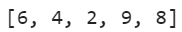 [6, 4, 2, 9, 8]